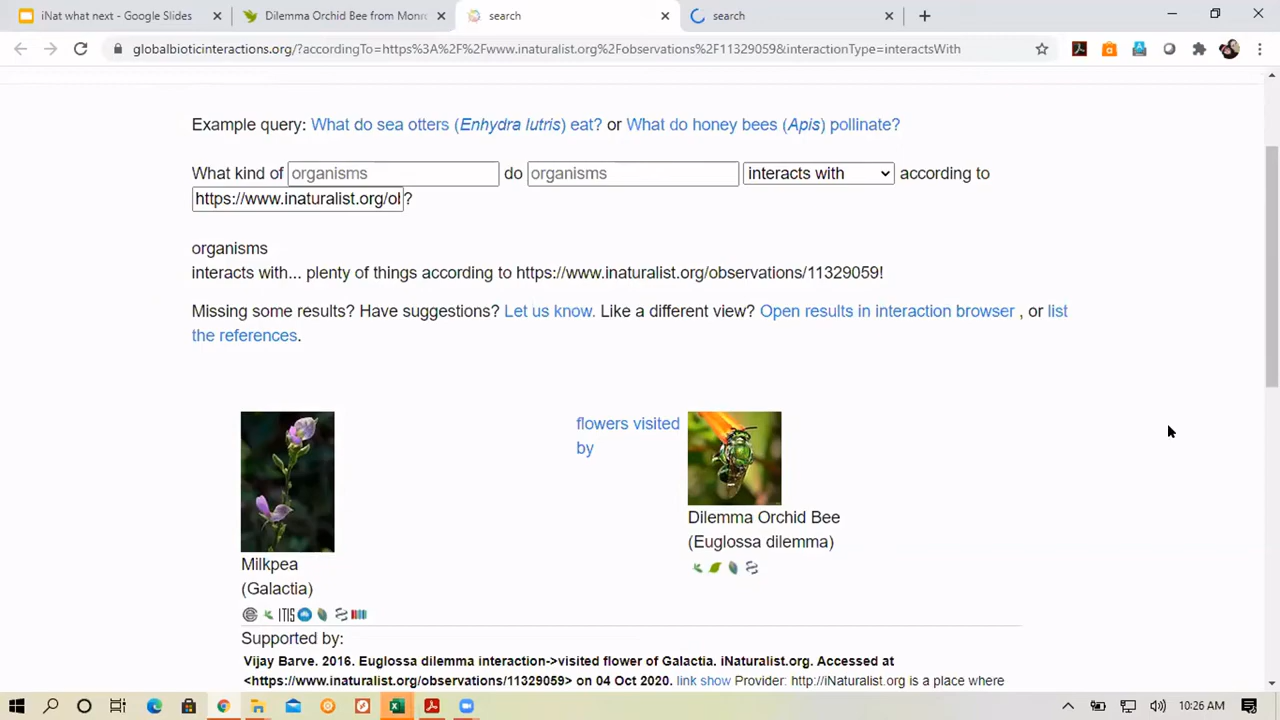 iNat what next - Google Slides
Dilemma Orchid Bee from Monr
search
search
globalbioticinteractions.org/?accordingTo=https%3A%2F%2Fwww.inaturalist.org%2Fobservations%2F11329059&interactionType=interactsWith
Example query: What do sea otters (Enhydra lutris) eat? or What do honey bees (Apis) pollinate?
What kind of organisms do organisms interacts with according to
https://www.inaturalist.org/ol ?
organisms
interacts with... plenty of things according to https://www.inaturalist.org/observations/11329059!
Missing some results? Have suggestions? Let us know. Like a different view? Open results in interaction browser , or list
the references.
flowers visited
by
Dilemma Orchid Bee
(Euglossa dilemma)
Milkpea
(Galactia)
ITIS
Supported by:
Vijay Barve. 2016. Euglossa dilemma interaction->visited flower of Galactia. iNaturalist.org. Accessed at
<https://www.inaturalist.org/observations/11329059> on 04 Oct 2020. link show Provider: http://iNaturalist.org is a place where
10:26 AM